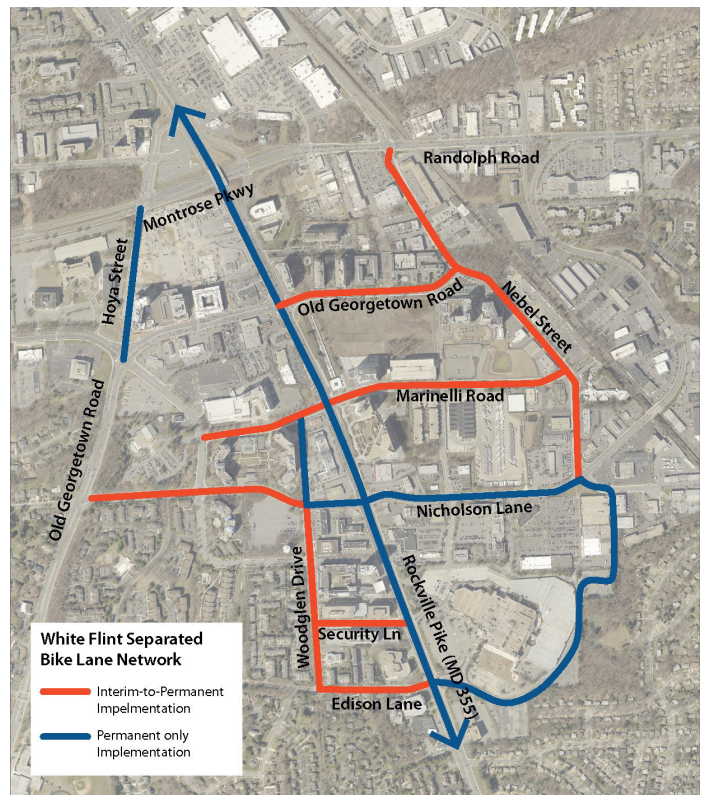 Randolph Road
Montrose Pkwy
Hoya Street
Old Georgetown Road
Nebel Street
Marinelli Road
Old Georgetown Road
Nicholson Lane
Woodglen Drive
Rockville Pike (MD 355)
Security Ln
Edison Lane
White Flint Separated
Bike Lane Network
Interim-to-Permanent
Impelmentation
Permanent only
Implementation